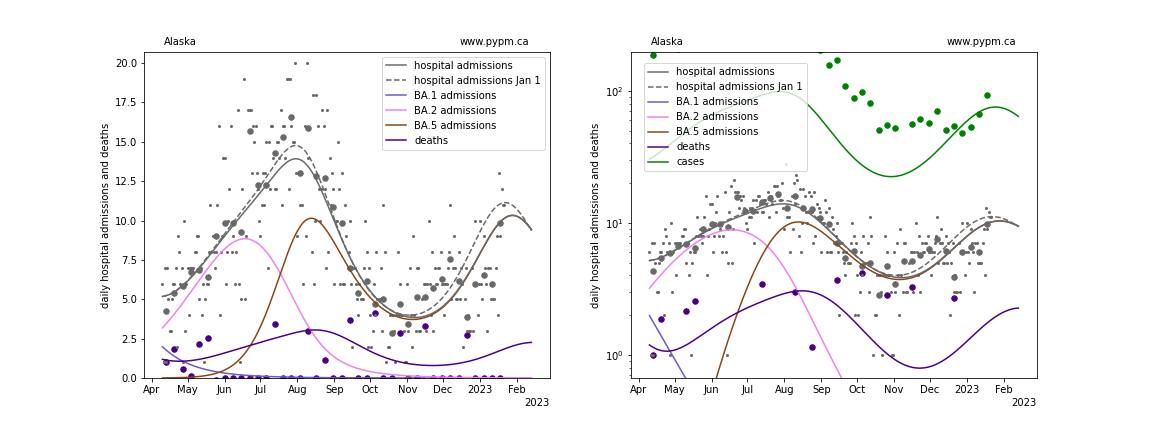 Alaska www.pypm.ca
daily hospital admissions and deaths
20.0
17.5
15.0
12.5
10.0
7.5
5.0
2.5
0.0
hospital admissions
hospital admissions Jan 1
BA.1 admissions
BA.2 admissions
BA.5 admissions
deaths
Apr May Jun Jul Aug Sep Oct Nov Dec 2023 Feb
2023
Alaska www.pypm.ca
daily hospital admissions and deaths
10²
10¹
10⁰
hospital admissions
hospital admissions Jan 1
BA.1 admissions
BA.2 admissions
BA.5 admissions
deaths
cases
Apr May Jun Jul Aug Sep Oct Nov Dec 2023 Feb
2023